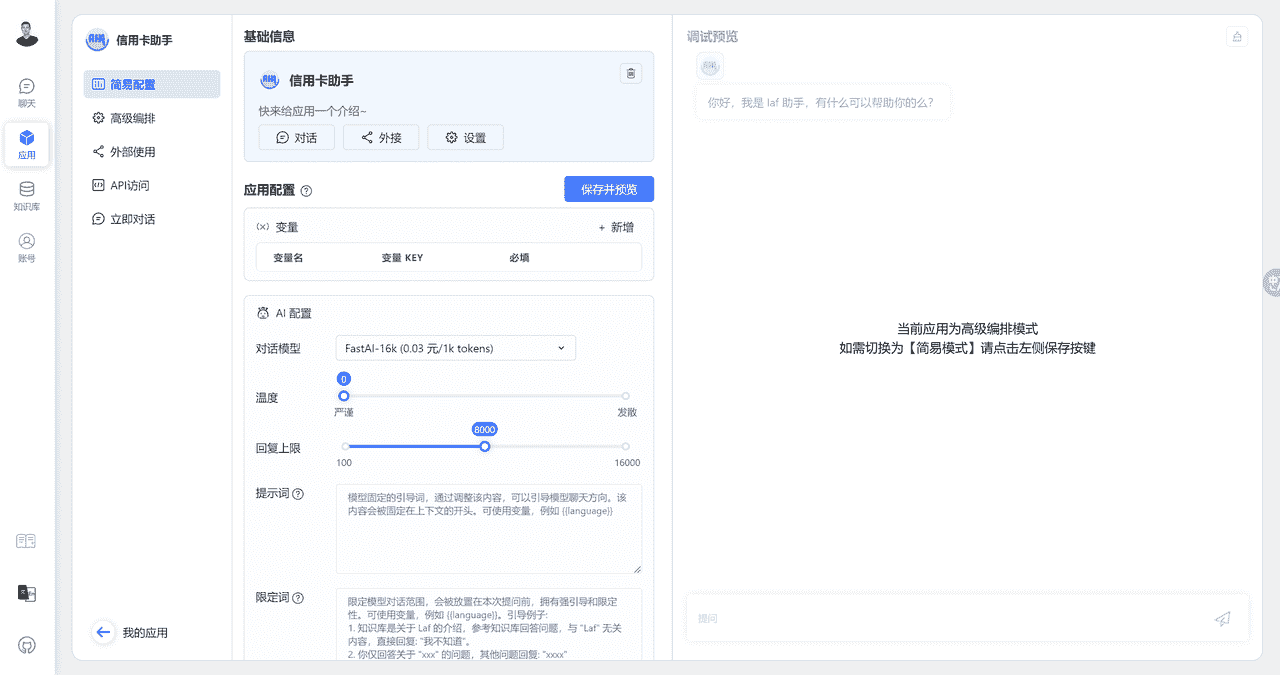 聊天
应用
知识库
账号
信用卡助手
简易配置
高级编排
外部使用
API访问
立即对话
我的应用
基础信息
信用卡助手
快来给应用一个介绍~
对话
外接
设置
应用配置
保存并预览
(×) 变量
+ 新增
变量名 变量 KEY 必填
AI 配置
对话模型
FastAI-16k (0.03 元/1k tokens)
温度
0
严谨
发散
回复上限
8000
100
16000
提示词
模型固定的引导词，通过调整该内容，可以引导模型聊天方向。该
内容会被固定在上下文的开头。可使用变量，例如 {{language}}
限定词
限定模型对话范围，会被放置在本次提问前，拥有强引导和限定
性。可使用变量，例如 {{language}}。引导例子:
1. 知识库是关于 Laf 的介绍，参考知识库回答问题，与 "Laf" 无关
内容，直接回复: "我不知道"。
2. 你仅回答关于 "xxx" 的问题，其他问题回复: "xxxx"
调试预览
你好，我是 laf 助手，有什么可以帮助你的么？
当前应用为高级编排模式
如需切换为【简易模式】请点击左侧保存按键
提问